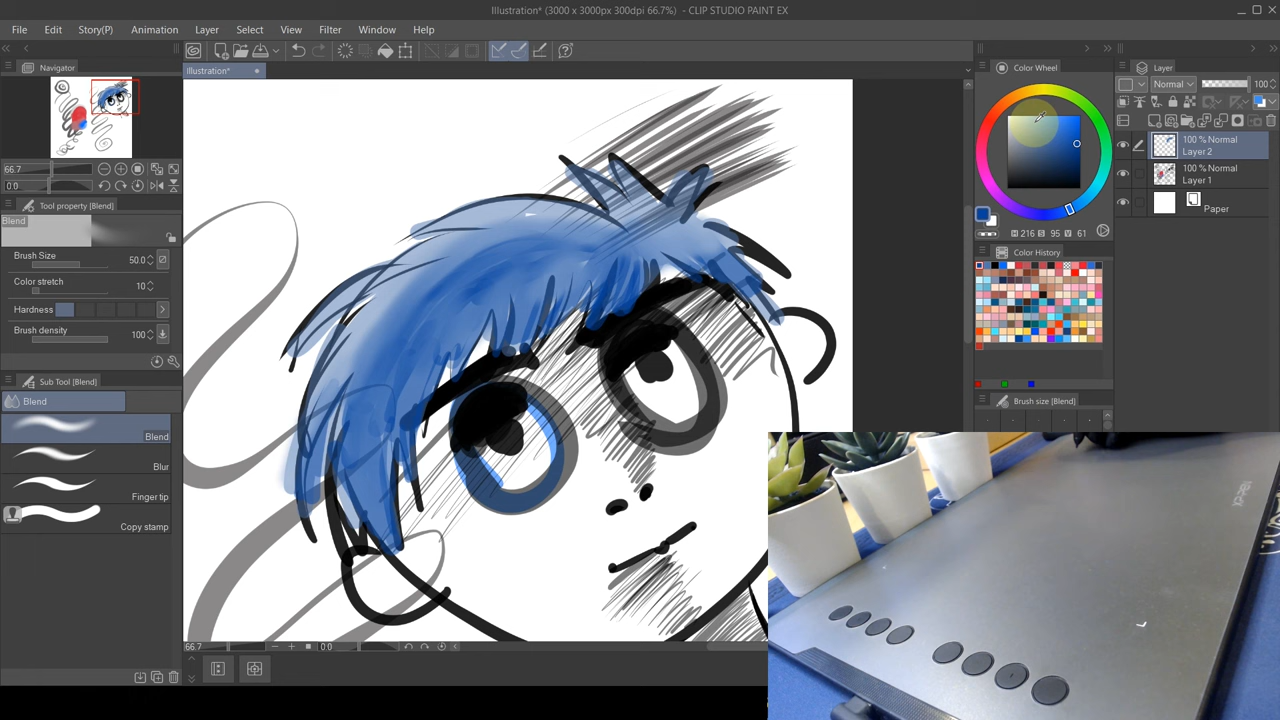 Illustration* (3000 x 3000px 300dpi 66.7%) - CLIP STUDIO PAINT EX
File Edit Story(P) Animation Layer Select View Filter Window Help
Navigator
Illustration*
66.7
0.0
Tool property [Blend]
Blend
Brush Size 50.0
Color stretch 10
Hardness
Brush density 100
Sub Tool [Blend]
Blend
Blend
Blur
Finger tip
Copy stamp
66.7
0.0
Color Wheel
H 216 S 95 V 61
Color History
Brush size [Blend]
Layer
Normal 100
100 % Normal
Layer 2
100 % Normal
Layer 1
Paper